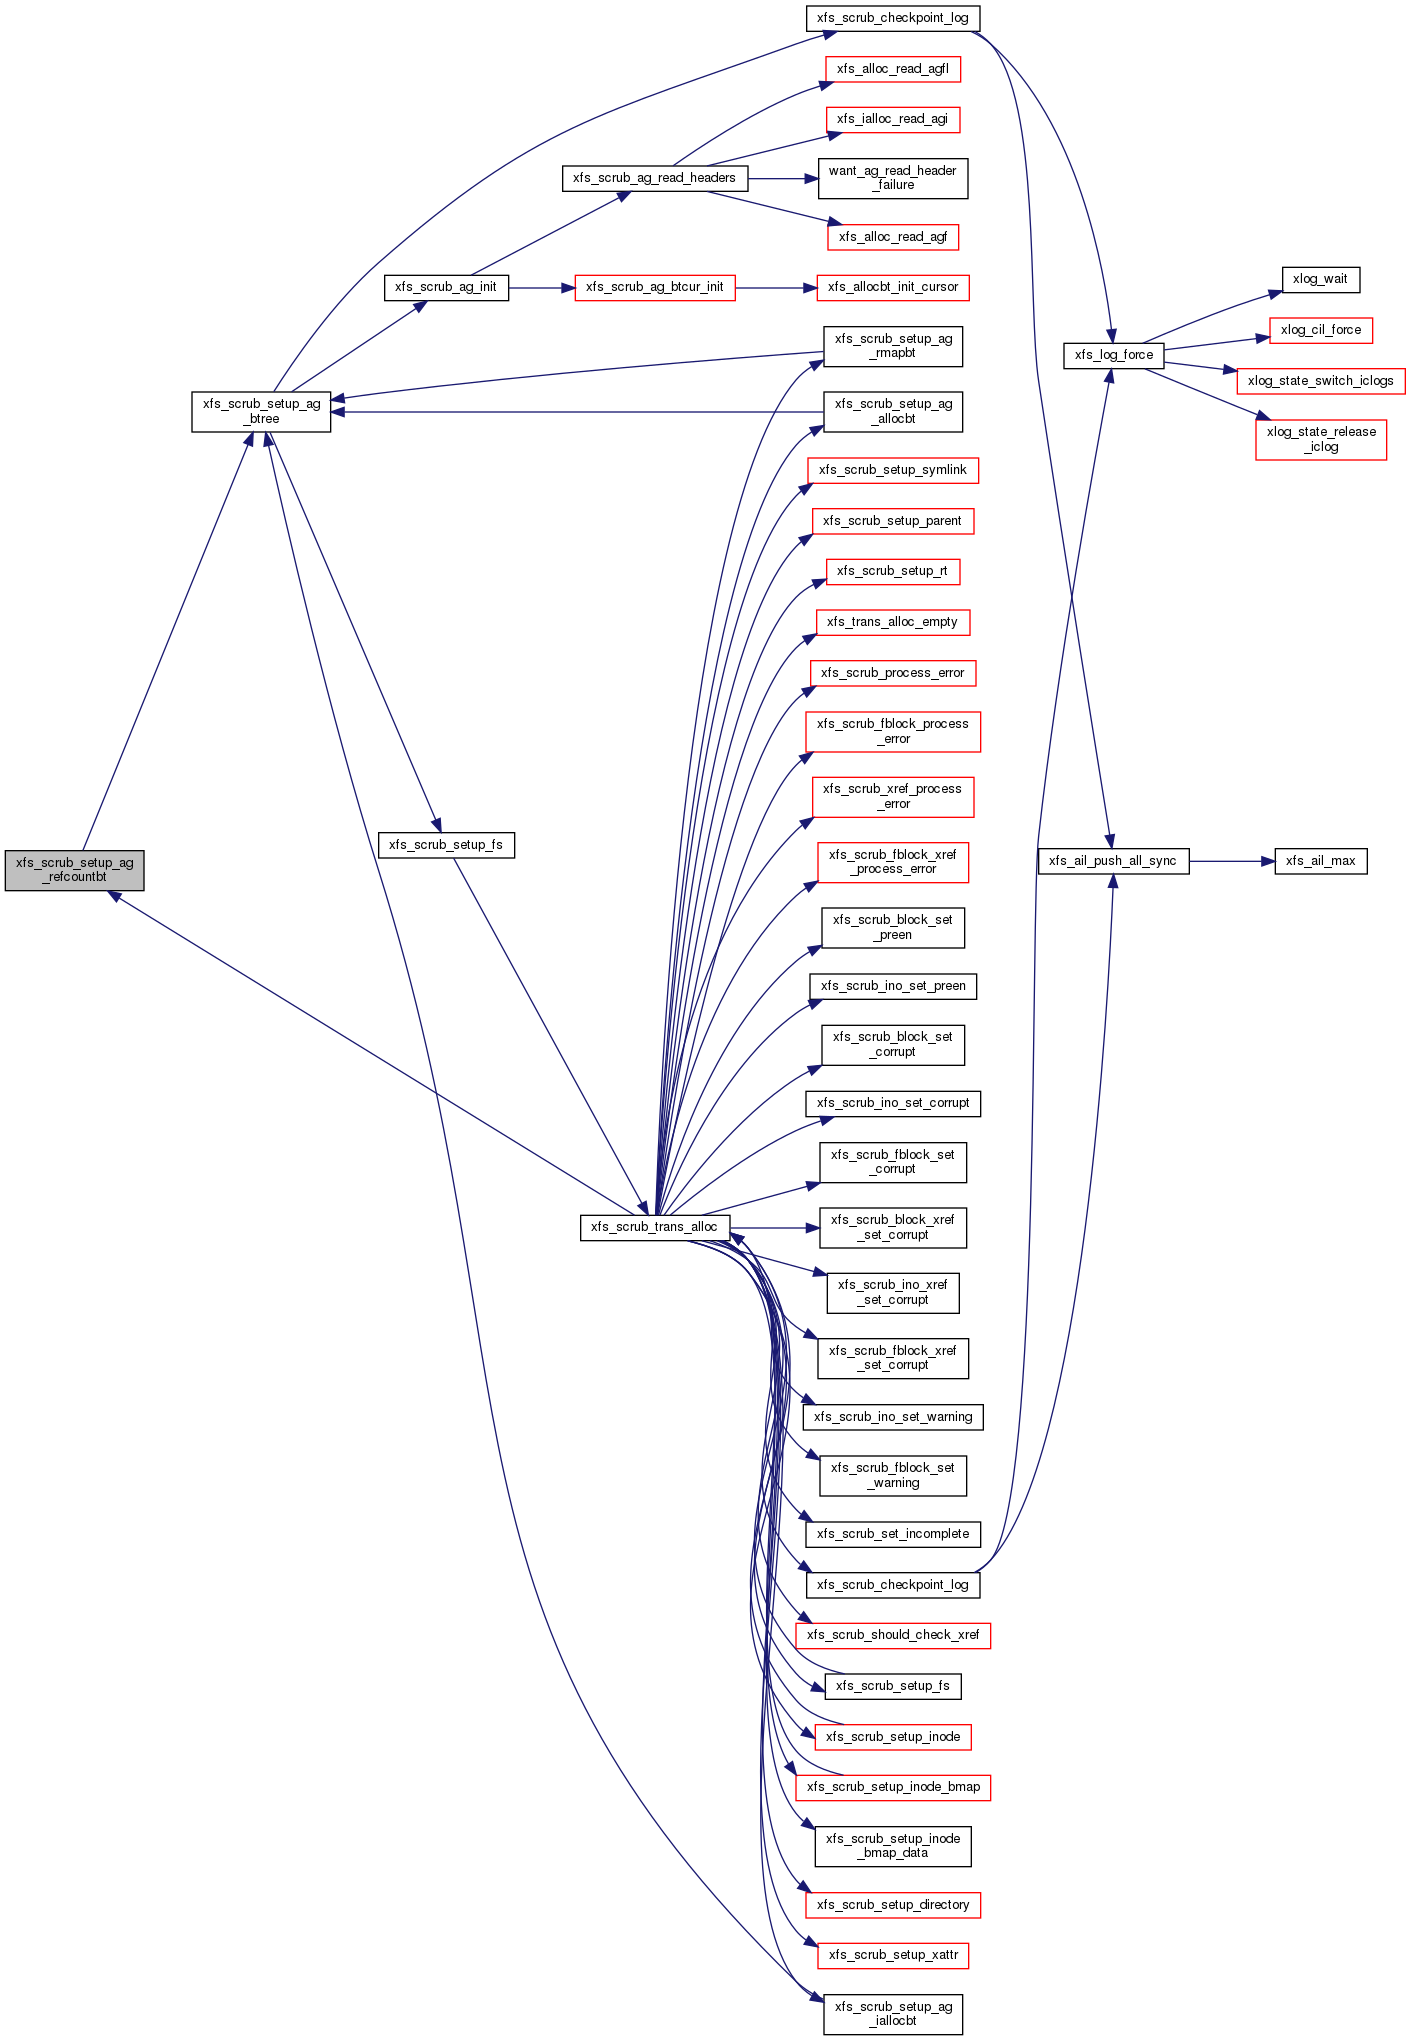 xfs_scrub_checkpoint_log
xfs_alloc_read_agfl
xfs_ialloc_read_agi
xfs_scrub_ag_read_headers
want_ag_read_header
_failure
xfs_alloc_read_agf
xfs_scrub_ag_init
xfs_scrub_ag_btcur_init
xfs_allocbt_init_cursor
xlog_wait
xlog_cil_force
xfs_log_force
xlog_state_switch_iclogs
xlog_state_release
_iclog
xfs_scrub_setup_ag
_rmapbt
xfs_scrub_setup_ag
_btree
xfs_scrub_setup_ag
_allocbt
xfs_scrub_setup_symlink
xfs_scrub_setup_parent
xfs_scrub_setup_rt
xfs_trans_alloc_empty
xfs_scrub_process_error
xfs_scrub_fblock_process
_error
xfs_scrub_xref_process
_error
xfs_scrub_setup_fs
xfs_scrub_setup_ag
_refcountbt
xfs_scrub_fblock_xref
_process_error
xfs_ail_push_all_sync
xfs_ail_max
xfs_scrub_block_set
_preen
xfs_scrub_ino_set_preen
xfs_scrub_block_set
_corrupt
xfs_scrub_ino_set_corrupt
xfs_scrub_fblock_set
_corrupt
xfs_scrub_trans_alloc
xfs_scrub_block_xref
_set_corrupt
xfs_scrub_ino_xref
_set_corrupt
xfs_scrub_fblock_xref
_set_corrupt
xfs_scrub_ino_set_warning
xfs_scrub_fblock_set
_warning
xfs_scrub_set_incomplete
xfs_scrub_checkpoint_log
xfs_scrub_should_check_xref
xfs_scrub_setup_fs
xfs_scrub_setup_inode
xfs_scrub_setup_inode_bmap
xfs_scrub_setup_inode
_bmap_data
xfs_scrub_setup_directory
xfs_scrub_setup_xattr
xfs_scrub_setup_ag
_iallocbt